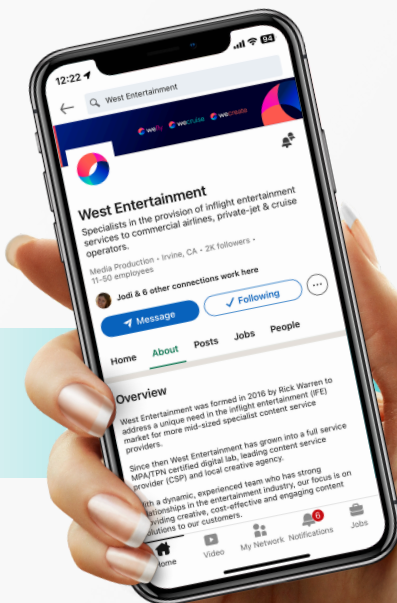 12:22
94
West Entertainment
wefly wecruise wecreate
West Entertainment
Specialists in the provision of inflight entertainment
services to commercial airlines, private-jet & cruise
operators.
Media Production • Irvine, CA • 2K followers •
11-50 employees
Jodi & 6 other connections work here
Message
Following
Home About Posts Jobs People
Overview
West Entertainment was formed in 2016 by Rick Warren to
address a unique need in the inflight entertainment (IFE)
market for more mid-sized specialist content service
providers.
Since then West Entertainment has grown into a full service
MPA/TPN certified digital lab, leading content service
provider (CSP) and local creative agency.
ith a dynamic, experienced team who has strong
lationships in the entertainment industry, our focus is on
viding creative, cost-effective and engaging content
olutions to our customers.
6
ome Video My Network Notifications Jobs